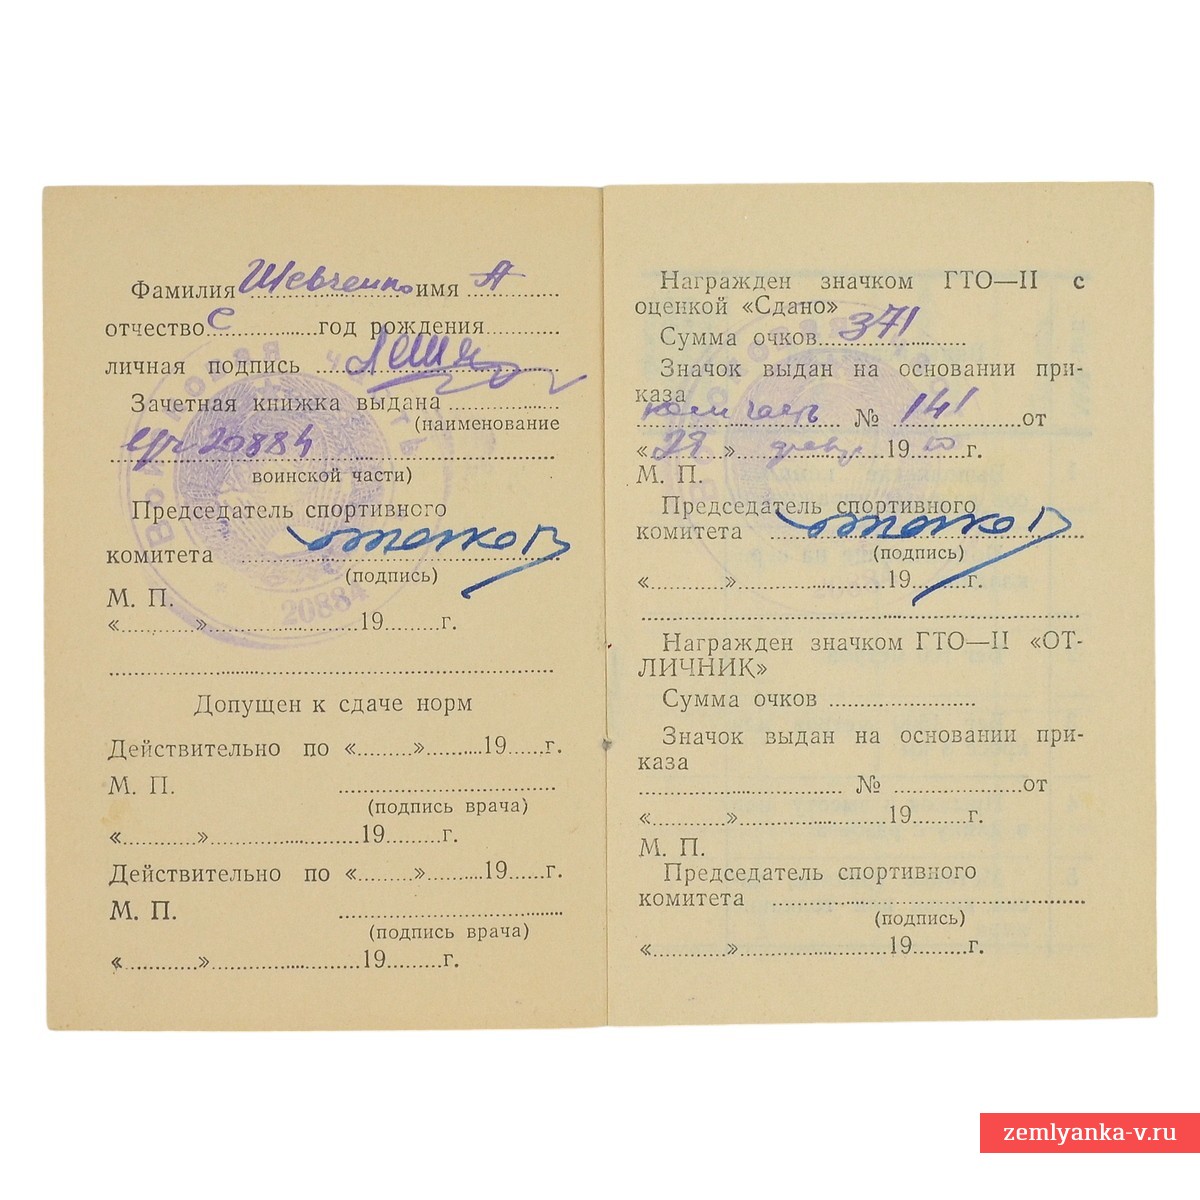 Фамилия Шевченко имя А
отчество С год рождения
личная подпись
Зачетная книжка выдана
(наименование
в/ч 20884
воинской части)
Председатель спортивного
комитета
(подпись)
М. П.
« » 19 г.
Допущен к сдаче норм
Действительно по « » 19 г.
М. П.
(подпись врача)
« » 19 г.
Действительно по « » 19 г.
М. П.
(подпись врача)
« » 19 г.
ВОЙСКОВАЯ ЧАСТЬ
20884
Награжден значком ГТО—II с
оценкой «Сдано»
Сумма очков 371
Значок выдан на основании при-
каза
№ 141 от
« 29 » 19 60 г.
М. П.
Председатель спортивного
комитета
(подпись)
« » 19 г.
Награжден значком ГТО—II «ОТ-
ЛИЧНИК»
Сумма очков
Значок выдан на основании при-
каза
№ от
« » 19 г.
М. П.
Председатель спортивного
комитета
(подпись)
« » 19 г.
zemlyanka-v.ru